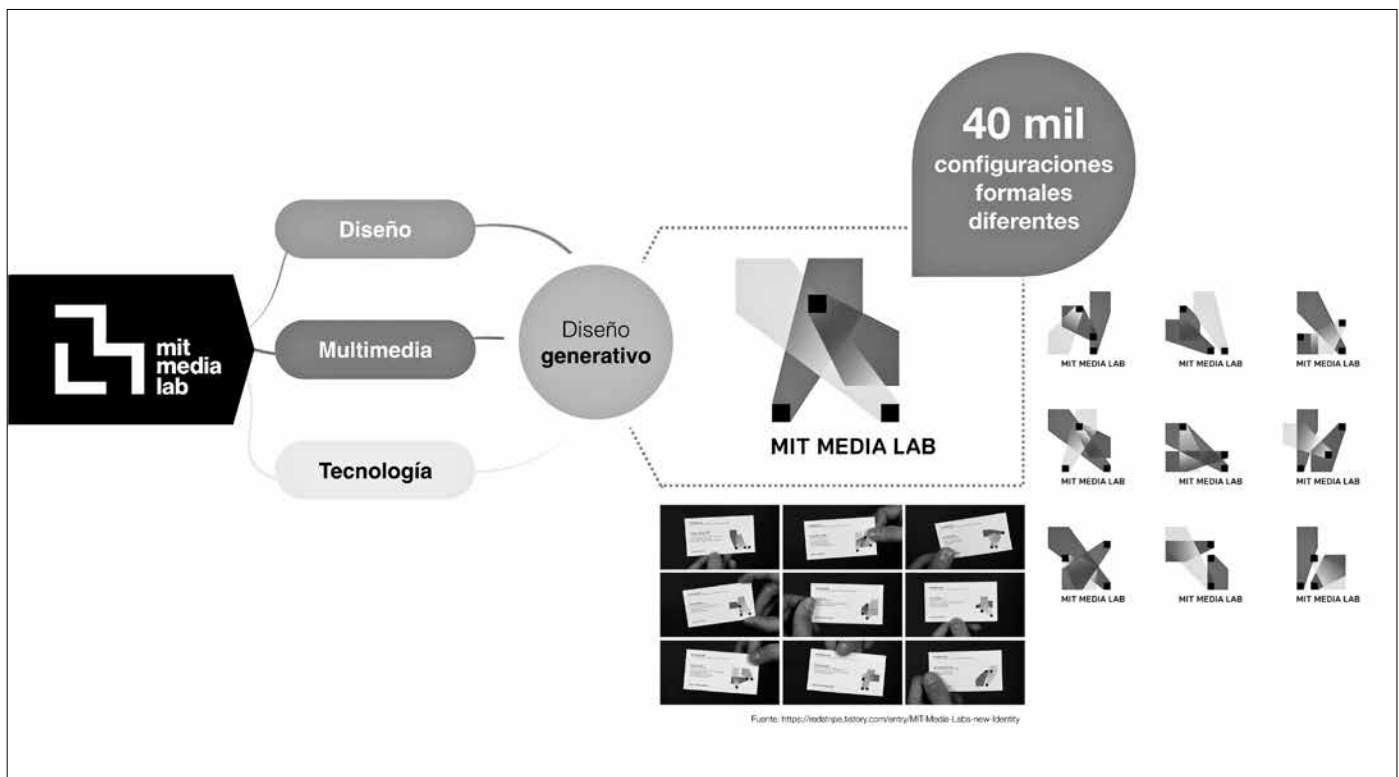 mit
media
lab
Diseño
Multimedia
Tecnología
Diseño
generativo
40 mil
configuraciones
formales
diferentes
MIT MEDIA LAB
MIT MEDIA LAB
MIT MEDIA LAB
MIT MEDIA LAB
MIT MEDIA LAB
MIT MEDIA LAB
MIT MEDIA LAB
MIT MEDIA LAB
MIT MEDIA LAB
MIT MEDIA LAB
Fuente: https://redstripe.tistory.com/entry/MIT-Media-Labs-new-Identity